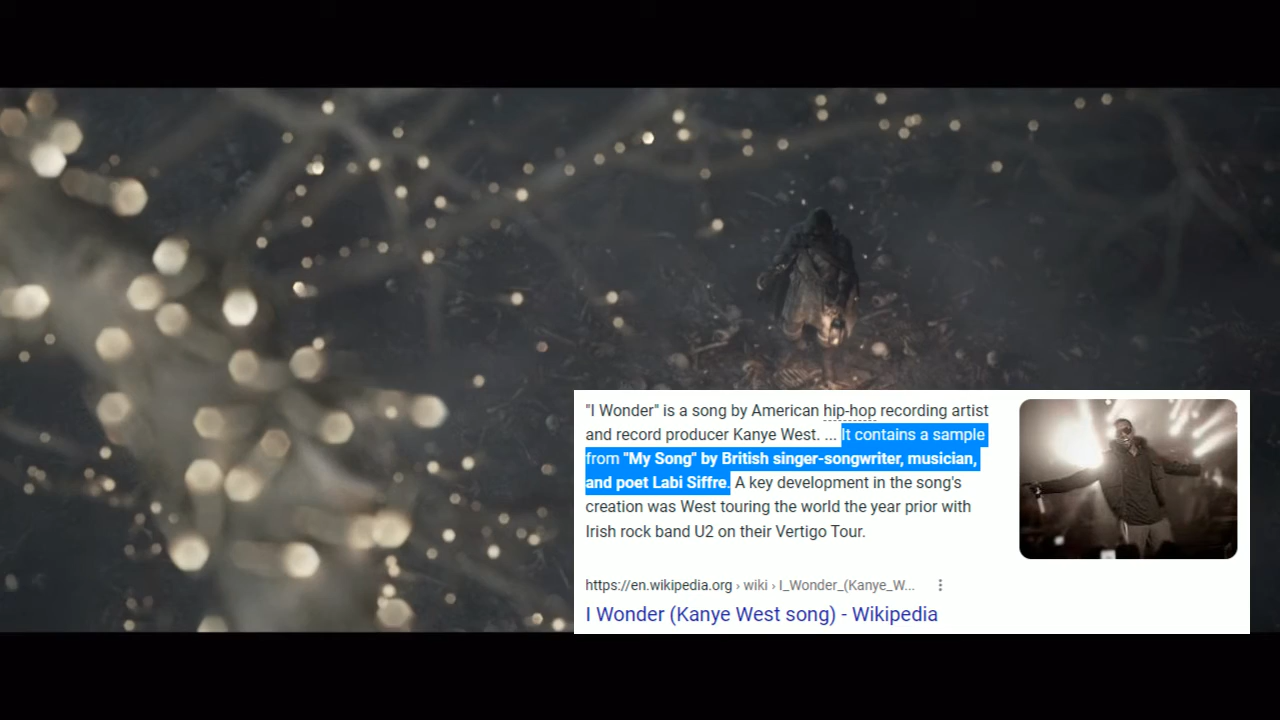 "I Wonder" is a song by American hip-hop recording artist
and record producer Kanye West. ... It contains a sample
from "My Song" by British singer-songwriter, musician,
and poet Labi Siffre. A key development in the song's
creation was West touring the world the year prior with
Irish rock band U2 on their Vertigo Tour.
https://en.wikipedia.org › wiki › I_Wonder_(Kanye_W...
I Wonder (Kanye West song) - Wikipedia